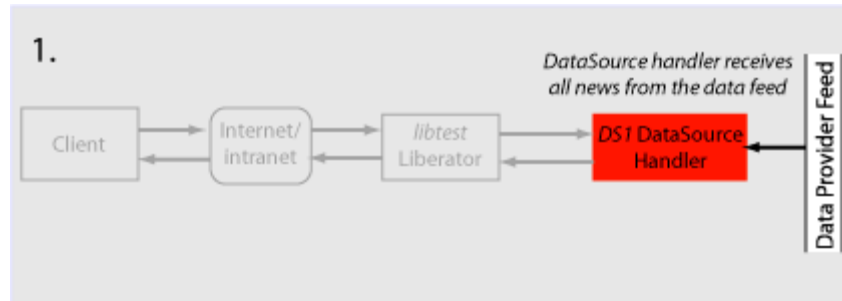 1.
DataSource handler receives
all news from the data feed
Client
Internet/
intranet
libtest
Liberator
DS1 DataSource
Handler
Data Provider Feed